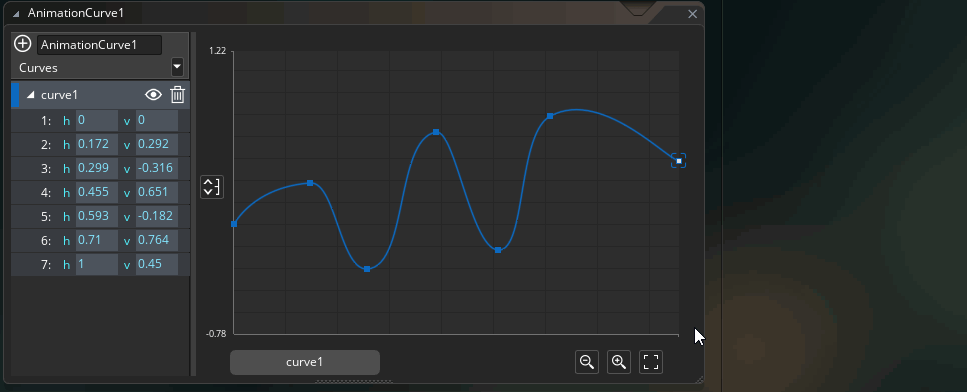 AnimationCurve1
AnimationCurve1
Curves
curve1
1: h 0 v 0
2: h 0.172 v 0.292
3: h 0.299 v -0.316
4: h 0.455 v 0.651
5: h 0.593 v -0.182
6: h 0.71 v 0.764
7: h 1 v 0.45
1.22
-0.78
curve1